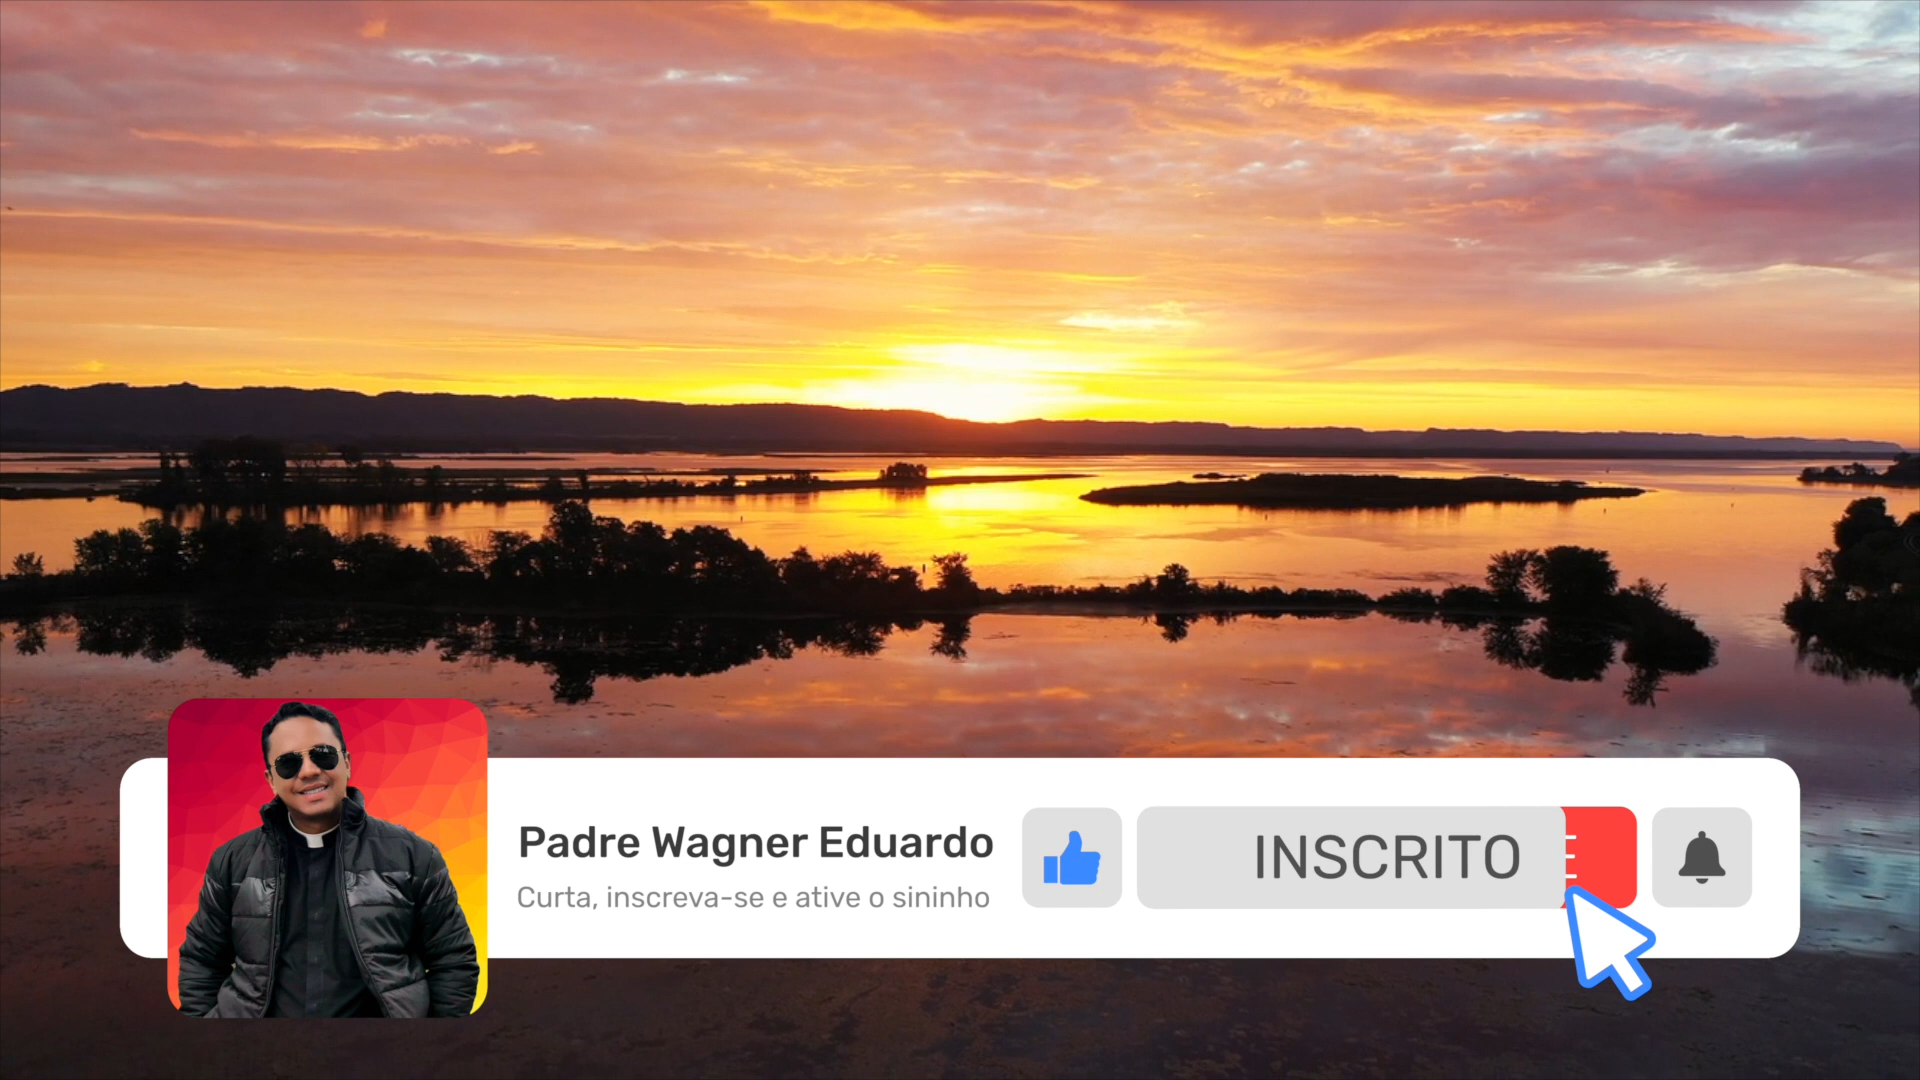 Padre Wagner Eduardo
Curta, inscreva-se e ative o sininho
INSCRITO
E